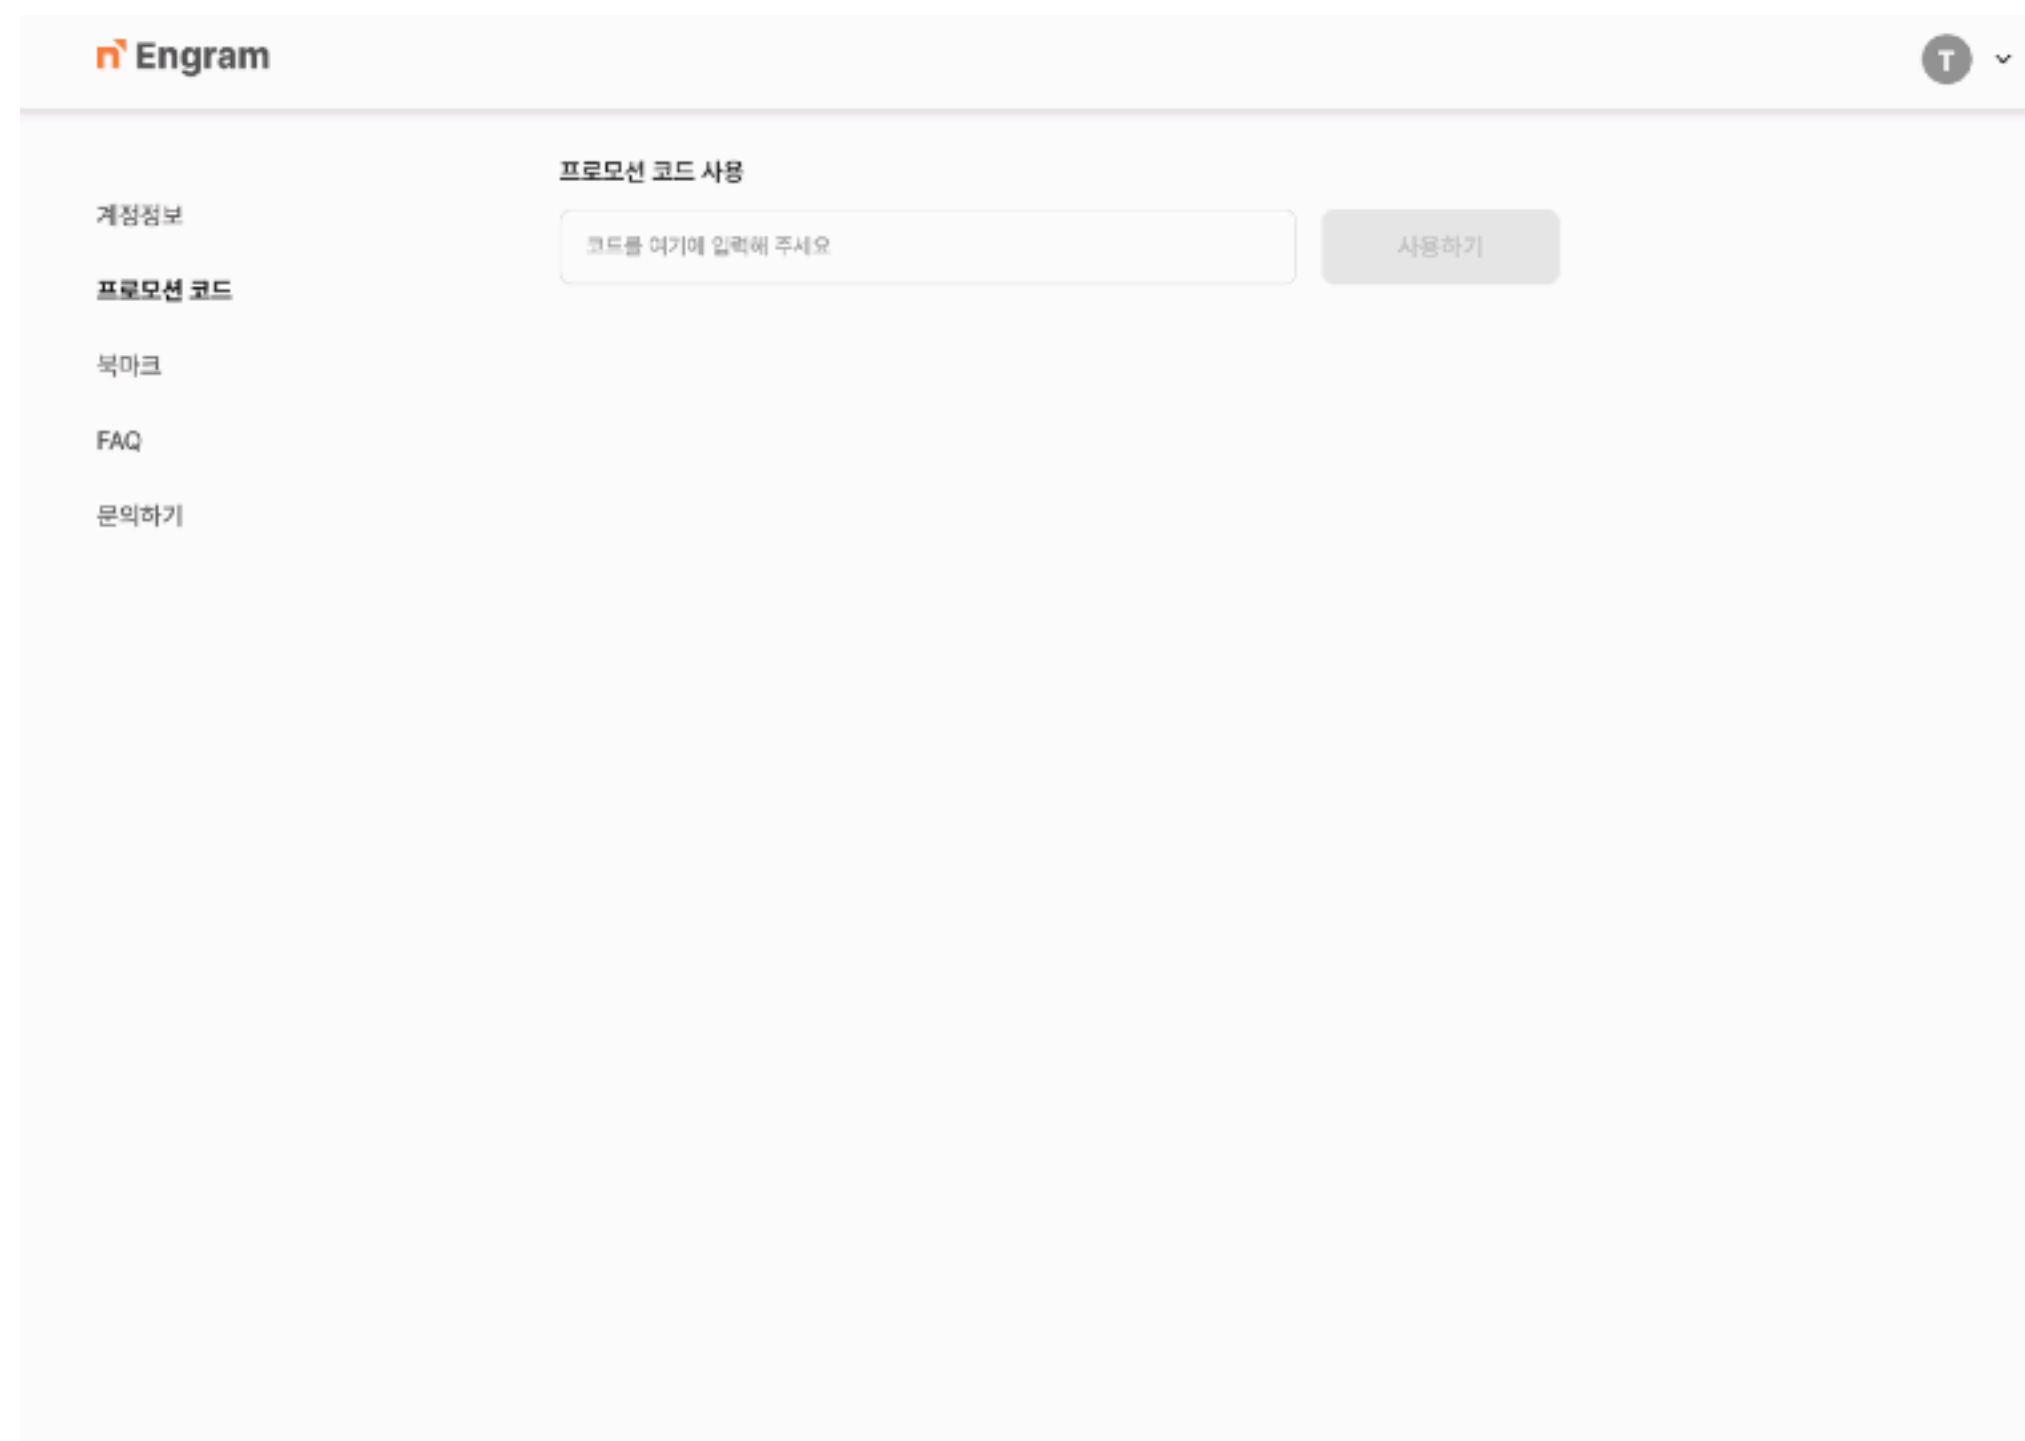 Engram
T
계정정보
프로모션 코드
북마크
FAQ
문의하기
프로모션 코드 사용
코드를 여기에 입력해 주세요
사용하기